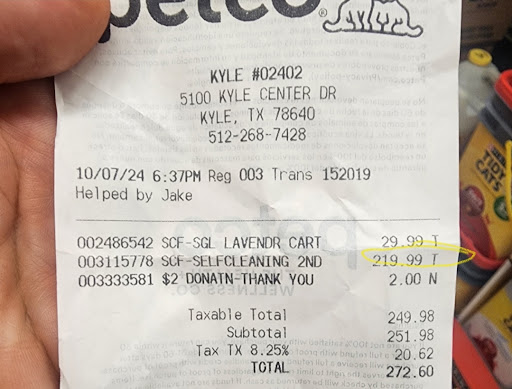 petco®
KYLE #02402
5100 KYLE CENTER DR
KYLE, TX 78640
512-268-7428
10/07/24 6:37PM Reg 003 Trans 152019
Helped by Jake
002486542 SCF-SGL LAVENDR CART 29.99 T
003115778 SCF-SELFCLEANING 2ND 219.99 T
003333581 $2 DONATN-THANK YOU 2.00 N
Taxable Total 249.98
Subtotal 251.98
Tax TX 8.25% 20.62
TOTAL 272.60
TIDY
CATS